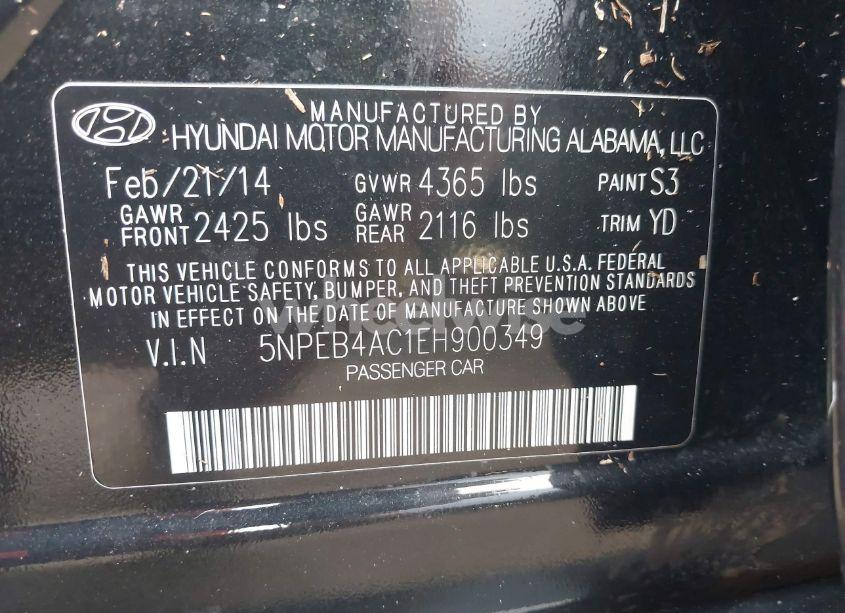 MANUFACTURED BY
HYUNDAI MOTOR MANUFACTURING ALABAMA, LLC
Feb/21/14 GVWR 4365 lbs PAINT S3
GAWR FRONT 2425 lbs GAWR REAR 2116 lbs TRIM YD
THIS VEHICLE CONFORMS TO ALL APPLICABLE U.S.A. FEDERAL
MOTOR VEHICLE SAFETY, BUMPER, AND THEFT PREVENTION STANDARDS
IN EFFECT ON THE DATE OF MANUFACTURE SHOWN ABOVE
wheelwise
V.I.N 5NPEB4AC1EH900349
PASSENGER CAR